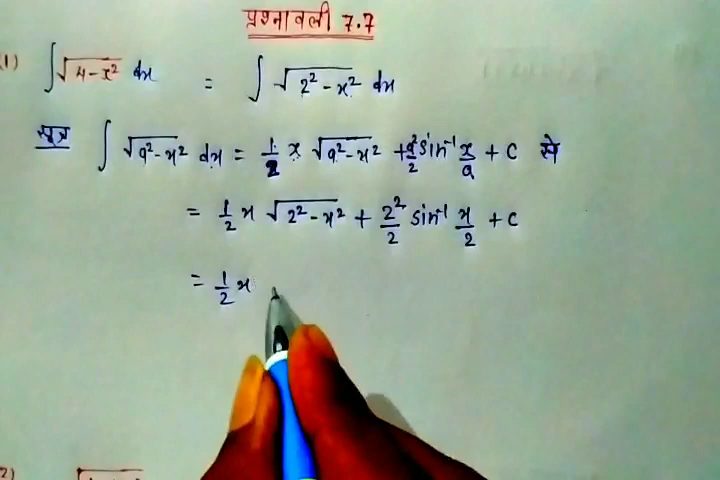 प्रश्नावली 7.7
(1) ∫√4-x² dx = ∫ √2²-x² dx
सूत्र ∫ √a²-x² dx = 1/2 x √a²-x² + a²/2 sin⁻¹ x/a + c से
= 1/2 x √2²-x² + 2²/2 sin⁻¹ x/2 + c
= 1/2 x
2)